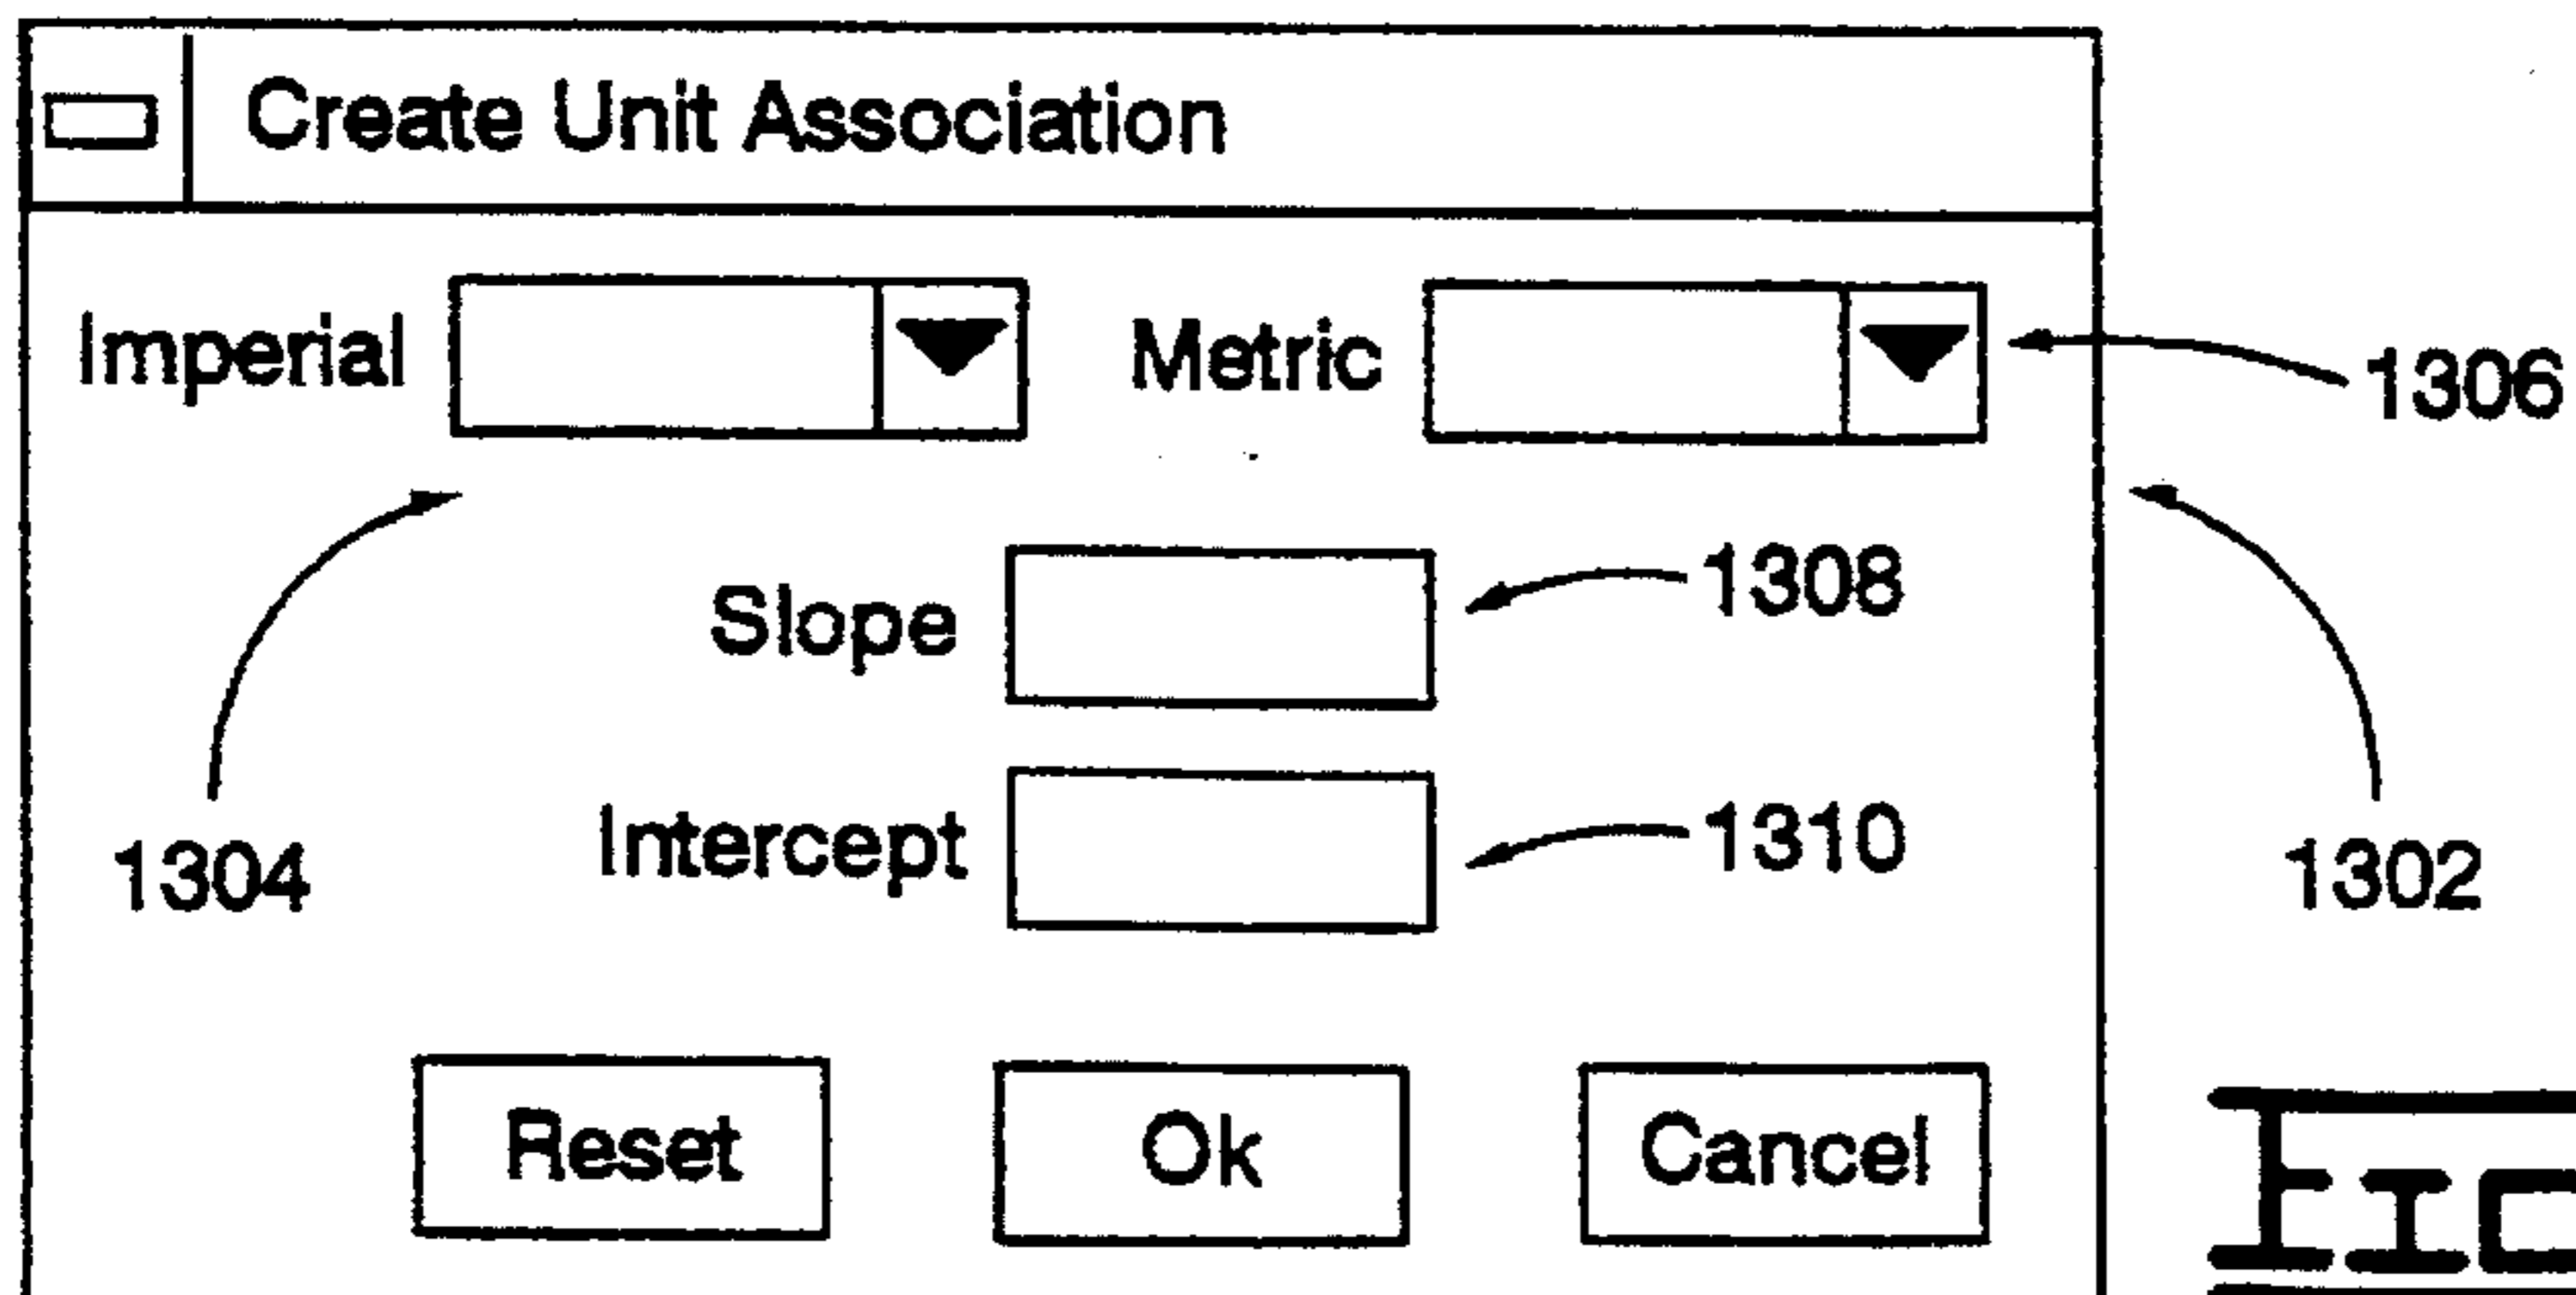 Create Unit Association
Imperial Metric
1306
Slope 1308
Intercept 1310
1304 1302
Reset Ok Cancel